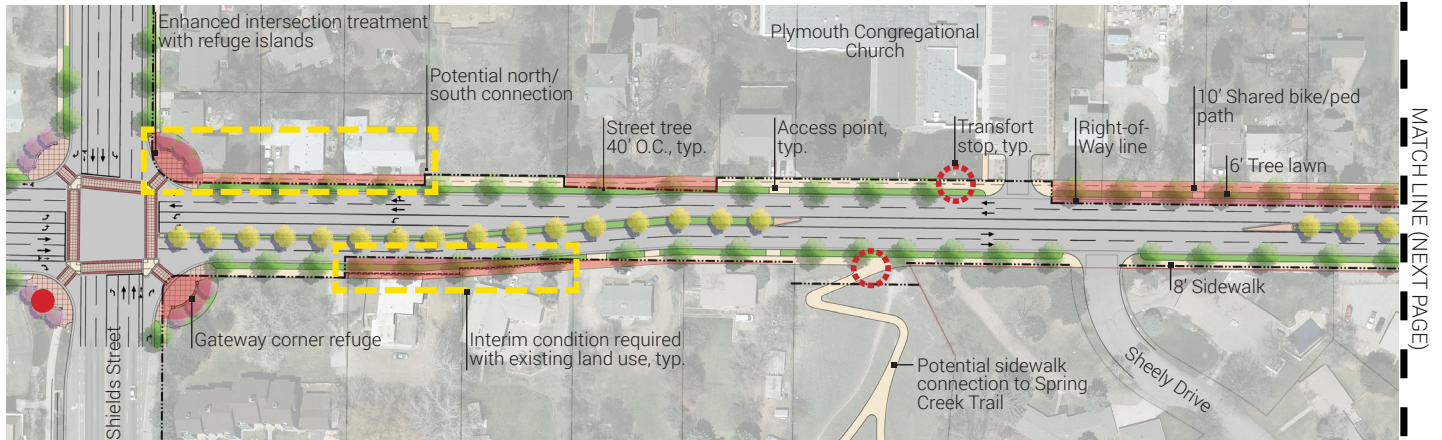 Enhanced intersection treatment
with refuge islands
Plymouth Congregational
Church
Potential north/
south connection
Street tree
40' O.C., typ.
Access point,
typ.
Transfort
stop, typ.
Right-of-
Way line
10' Shared bike/ped
path
6' Tree lawn
MATCH LINE (NEXT PAGE)
Shields Street
Gateway corner refuge
Interim condition required
with existing land use, typ.
Potential sidewalk
connection to Spring
Creek Trail
Sheely Drive
8' Sidewalk